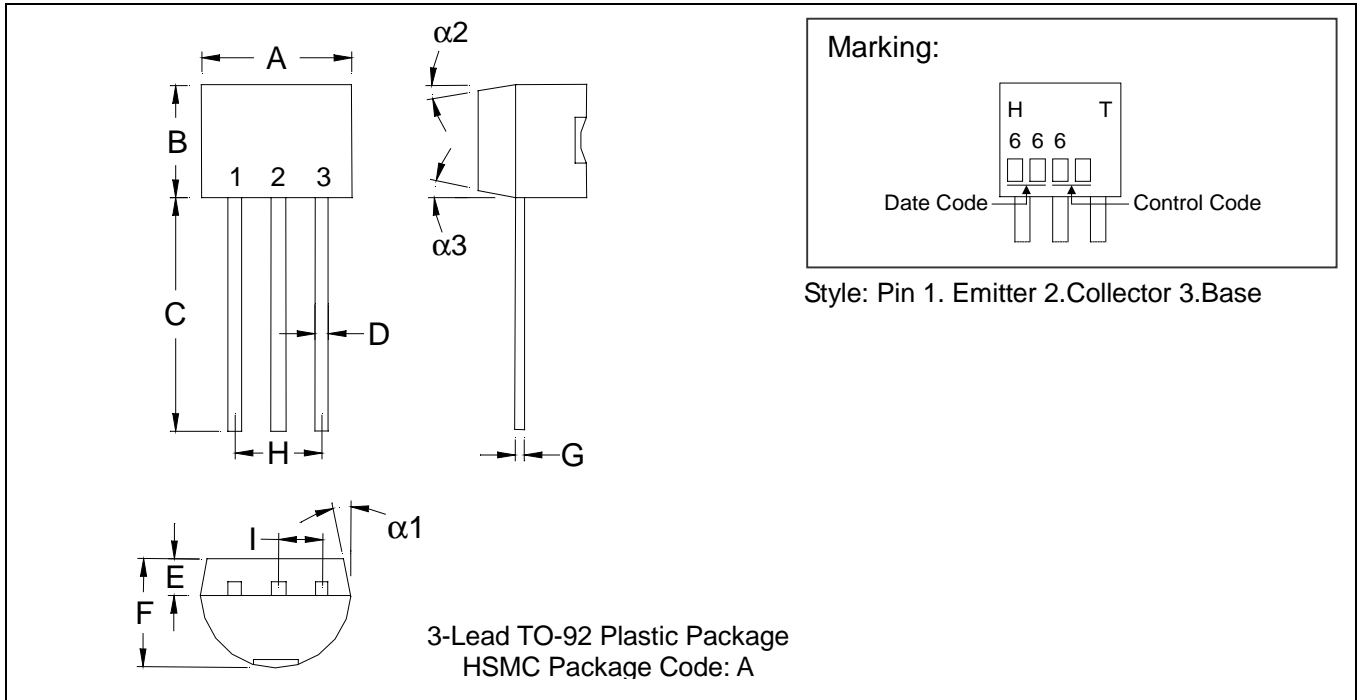 A
B
1 2 3
C
D
H
α2
α3
G
I
α1
E
F
3-Lead TO-92 Plastic Package
HSMC Package Code: A
Marking:
H T
6 6 6
Date Code
Control Code
Style: Pin 1. Emitter 2.Collector 3.Base